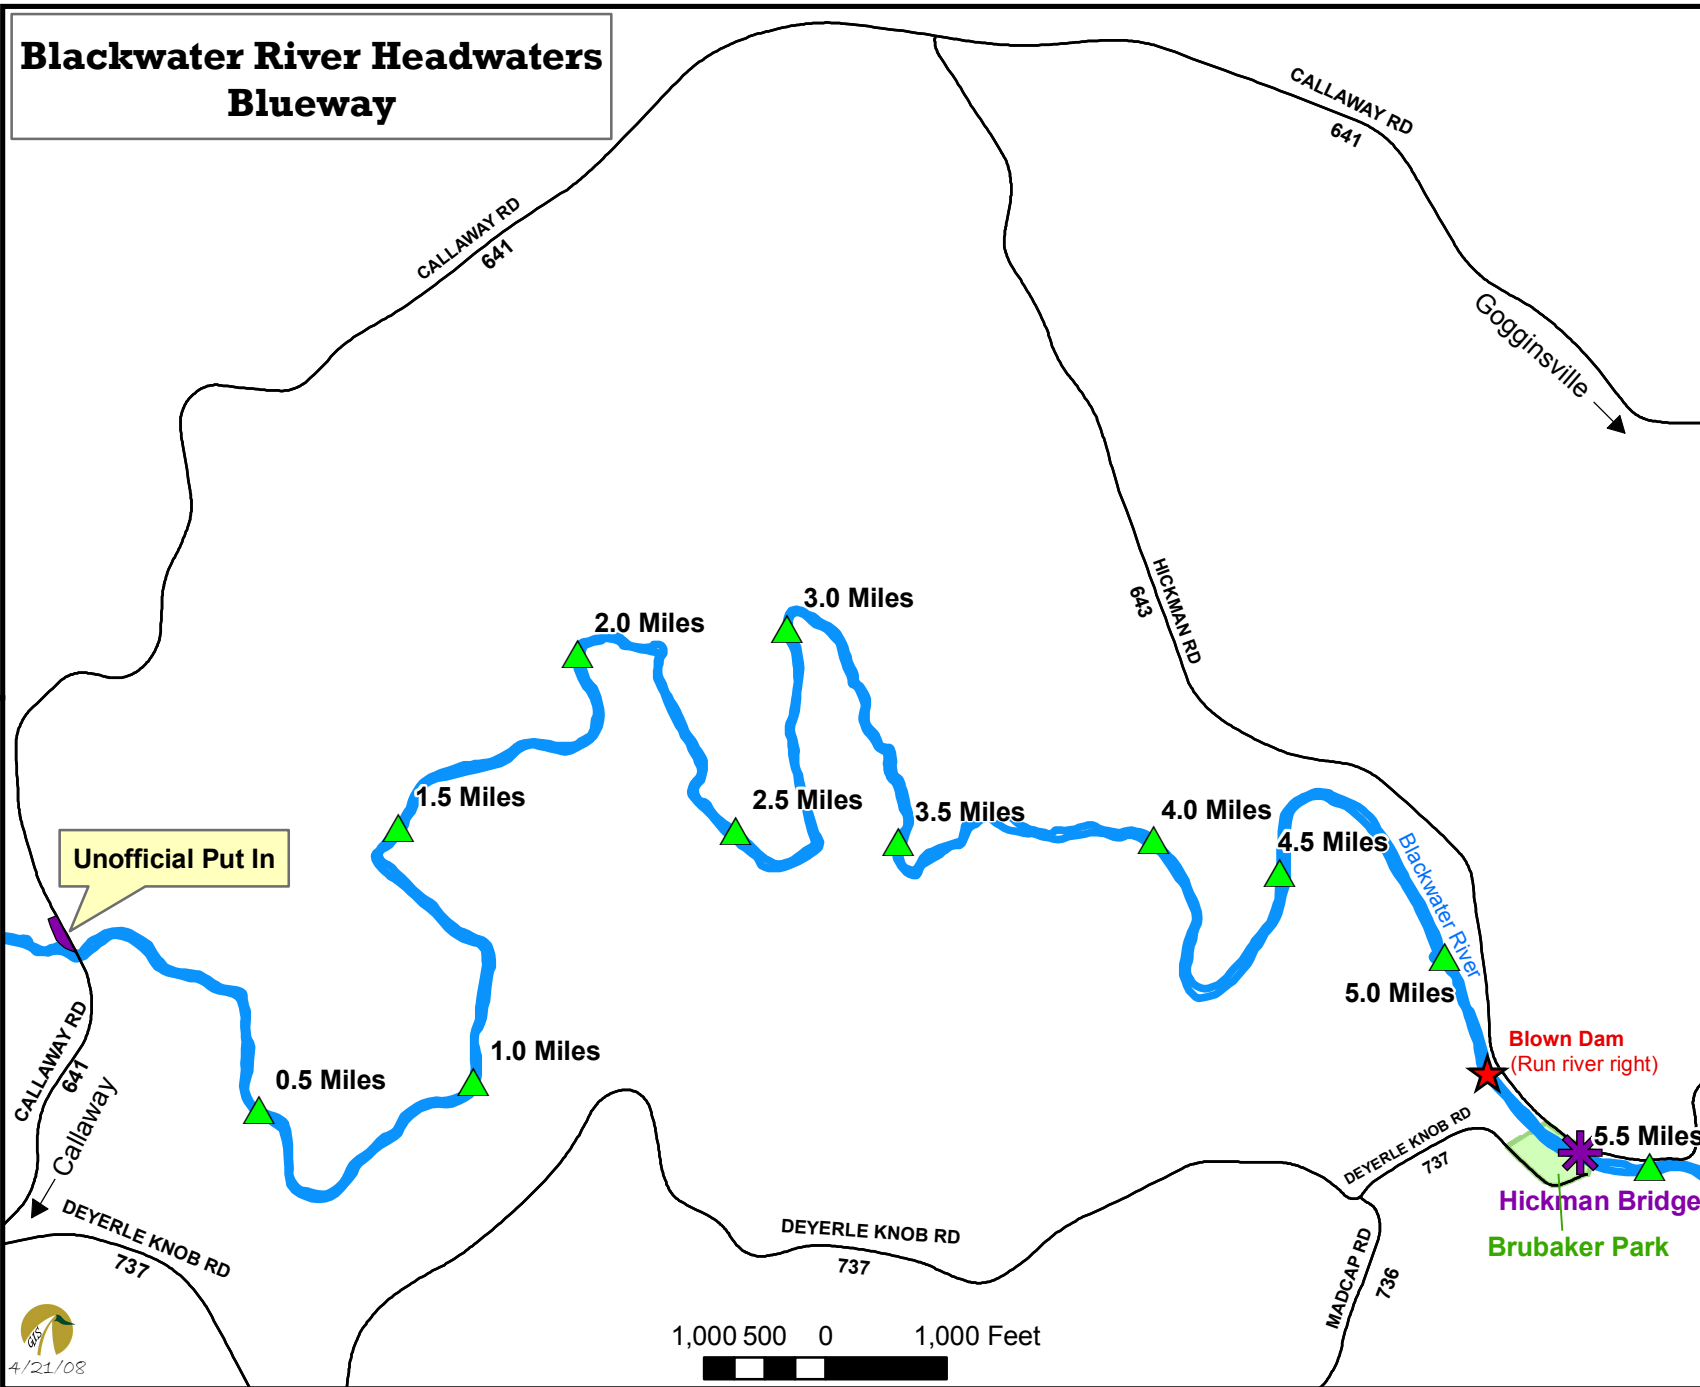 Blackwater River Headwaters
Blueway
CALLAWAY RD
641
CALLAWAY RD
641
Gogginsville
HICKMAN RD
643
3.0 Miles
2.0 Miles
1.5 Miles
2.5 Miles
3.5 Miles
4.0 Miles
4.5 Miles
Unofficial Put In
Blackwater River
5.0 Miles
CALLAWAY RD
641
Callaway
0.5 Miles
1.0 Miles
Blown Dam
(Run river right)
DEYERLE KNOB RD
737
5.5 Miles
Hickman Bridge
Brubaker Park
DEYERLE KNOB RD
737
DEYERLE KNOB RD
737
MADCAP RD
736
GIS
4/21/08
1,000 500 0 1,000 Feet